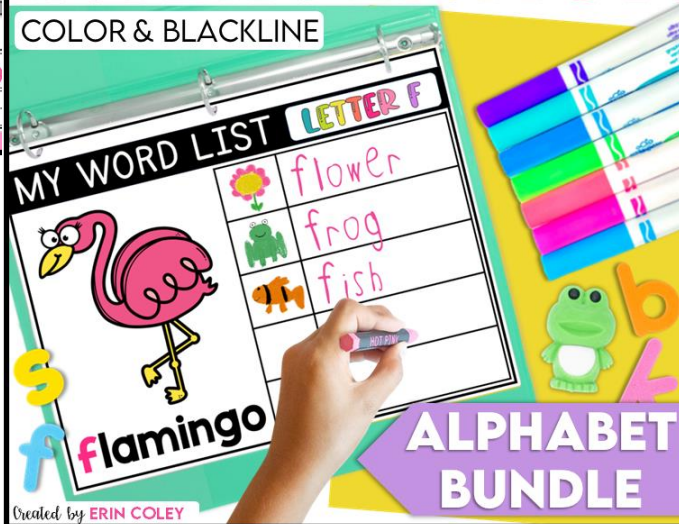 COLOR & BLACKLINE
MY WORD LIST LETTER F
flower
frog
fish
HOT PINK
flamingo
S
f
b
k
ALPHABET
BUNDLE
Created by ERIN COLEY